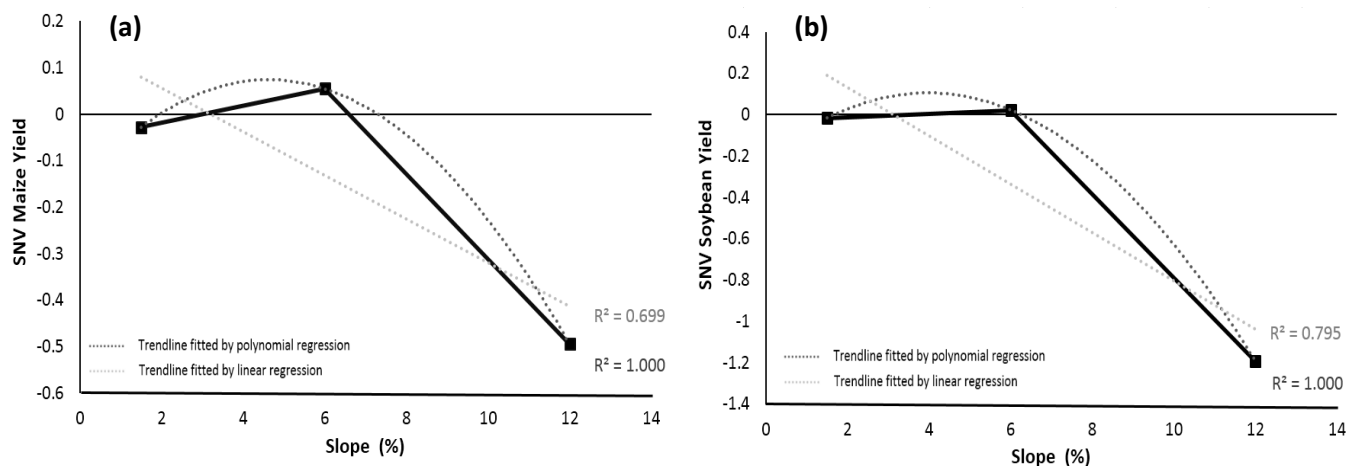 (a)
SNV Maize Yield
0.2
0.1
0
-0.1
-0.2
-0.3
-0.4
-0.5
-0.6
0 2 4 6 8 10 12 14
Slope (%)
Trendline fitted by polynomial regression
Trendline fitted by linear regression
R² = 0.699
R² = 1.000
(b)
SNV Soybean Yield
0.4
0.2
0
-0.2
-0.4
-0.6
-0.8
-1
-1.2
-1.4
0 2 4 6 8 10 12 14
Slope (%)
Trendline fitted by polynomial regression
Trendline fitted by linear regression
R² = 0.795
R² = 1.000